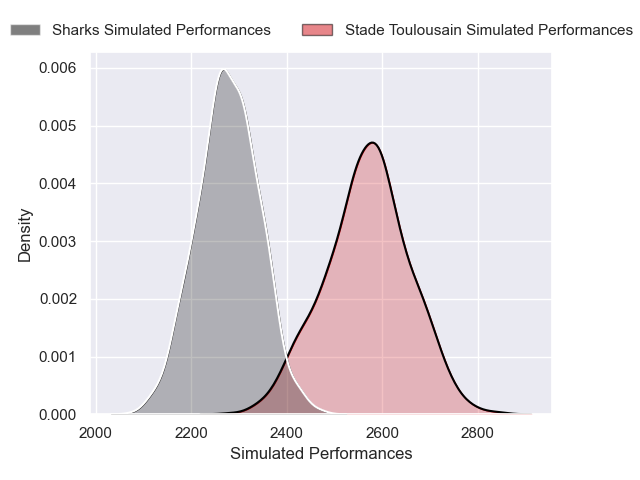 Sharks Simulated Performances
Stade Toulousain Simulated Performances
0.006
0.005
0.004
0.003
0.002
0.001
0.000
Density
2000 2200 2400 2600 2800
Simulated Performances